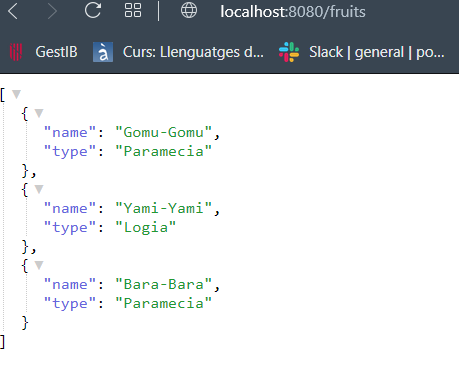 localhost:8080/fruits
GestIB
Curs: Llenguatges d...
Slack | general | po...
[
{
"name": "Gomu-Gomu",
"type": "Paramecia"
},
{
"name": "Yami-Yami",
"type": "Logia"
},
{
"name": "Bara-Bara",
"type": "Paramecia"
}
]